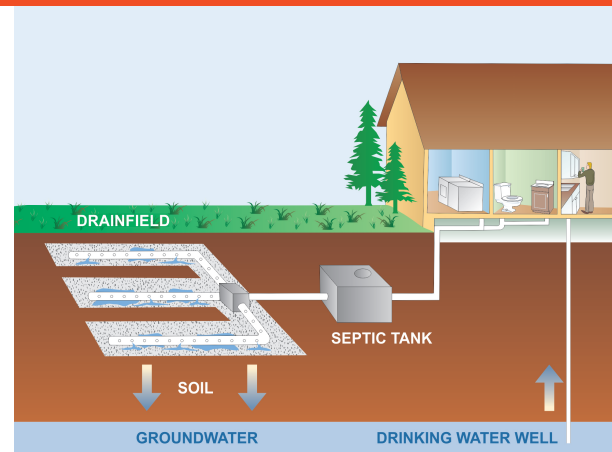 DRAINFIELD
SEPTIC TANK
SOIL
GROUNDWATER
DRINKING WATER WELL